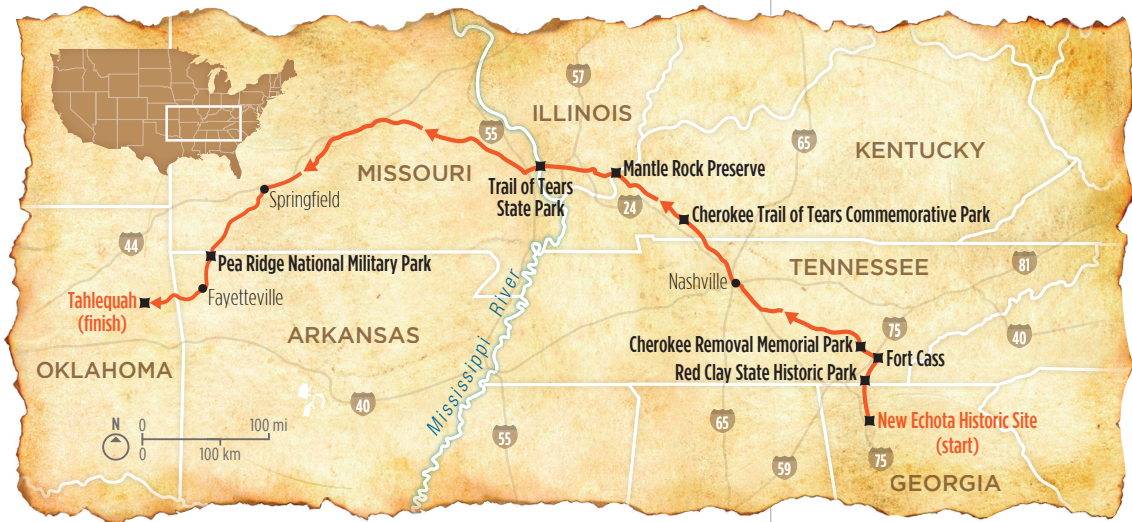 57
ILLINOIS
55
65
KENTUCKY
MISSOURI
Mantle Rock Preserve
Trail of Tears
State Park
Springfield
24
Cherokee Trail of Tears Commemorative Park
44
Pea Ridge National Military Park
TENNESSEE
81
Nashville
Tahlequah
(finish)
Fayetteville
Mississippi River
ARKANSAS
75
40
Cherokee Removal Memorial Park
Fort Cass
OKLAHOMA
Red Clay State Historic Park
40
N
0 100 mi
0 100 km
55
65
New Echota Historic Site
(start)
59
75
GEORGIA